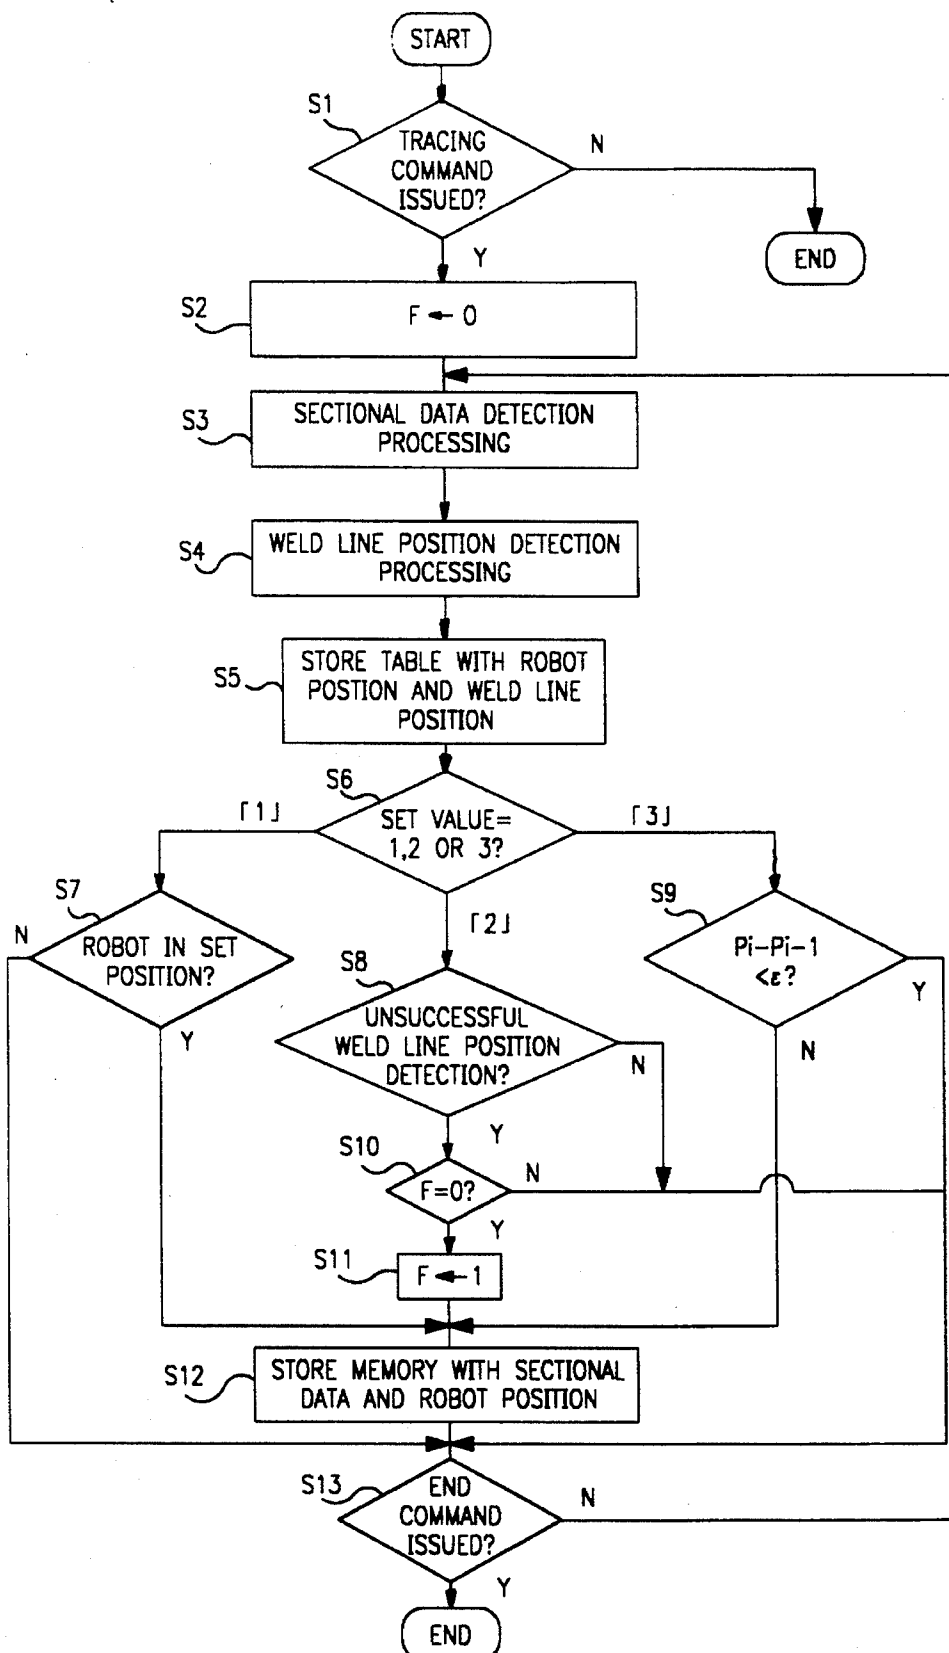 START
S1
TRACING
COMMAND
ISSUED?
N
Y
END
S2
F ← 0
S3
SECTIONAL DATA DETECTION
PROCESSING
S4
WELD LINE POSITION DETECTION
PROCESSING
S5
STORE TABLE WITH ROBOT
POSTION AND WELD LINE
POSITION
S6
SET VALUE=
1,2 OR 3?
「1」
「2」
「3」
S7
ROBOT IN SET
POSITION?
N
Y
S8
UNSUCCESSFUL
WELD LINE POSITION
DETECTION?
N
Y
S9
Pi-Pi-1
<ε?
Y
N
S10
F=0?
N
Y
S11
F ← 1
S12
STORE MEMORY WITH SECTIONAL
DATA AND ROBOT POSITION
S13
END
COMMAND
ISSUED?
N
Y
END